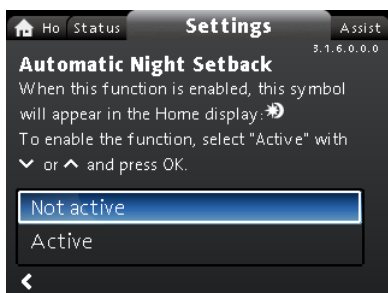 Ho Status Settings Assist
3.1.6.0.0.0
Automatic Night Setback
When this function is enabled, this symbol
will appear in the Home display:
To enable the function, select "Active" with
or and press OK.
Not active
Active